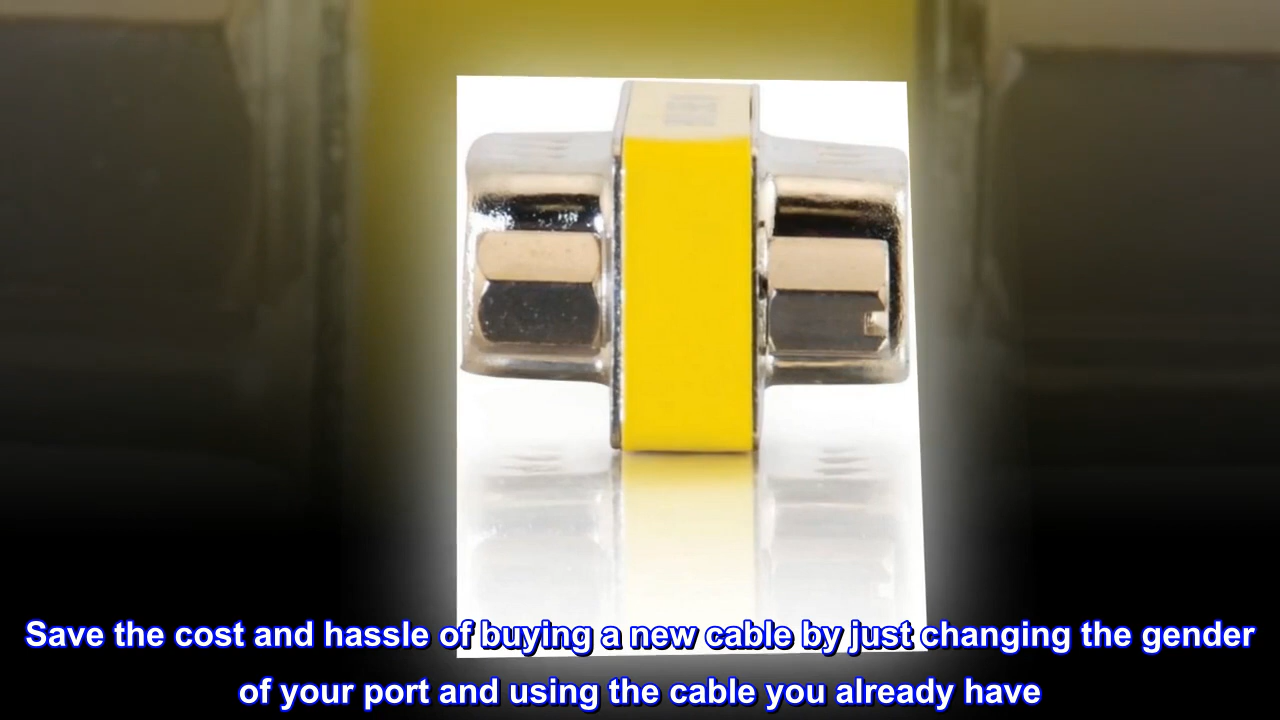 Save the cost and hassle of buying a new cable by just changing the gender
of your port and using the cable you already have